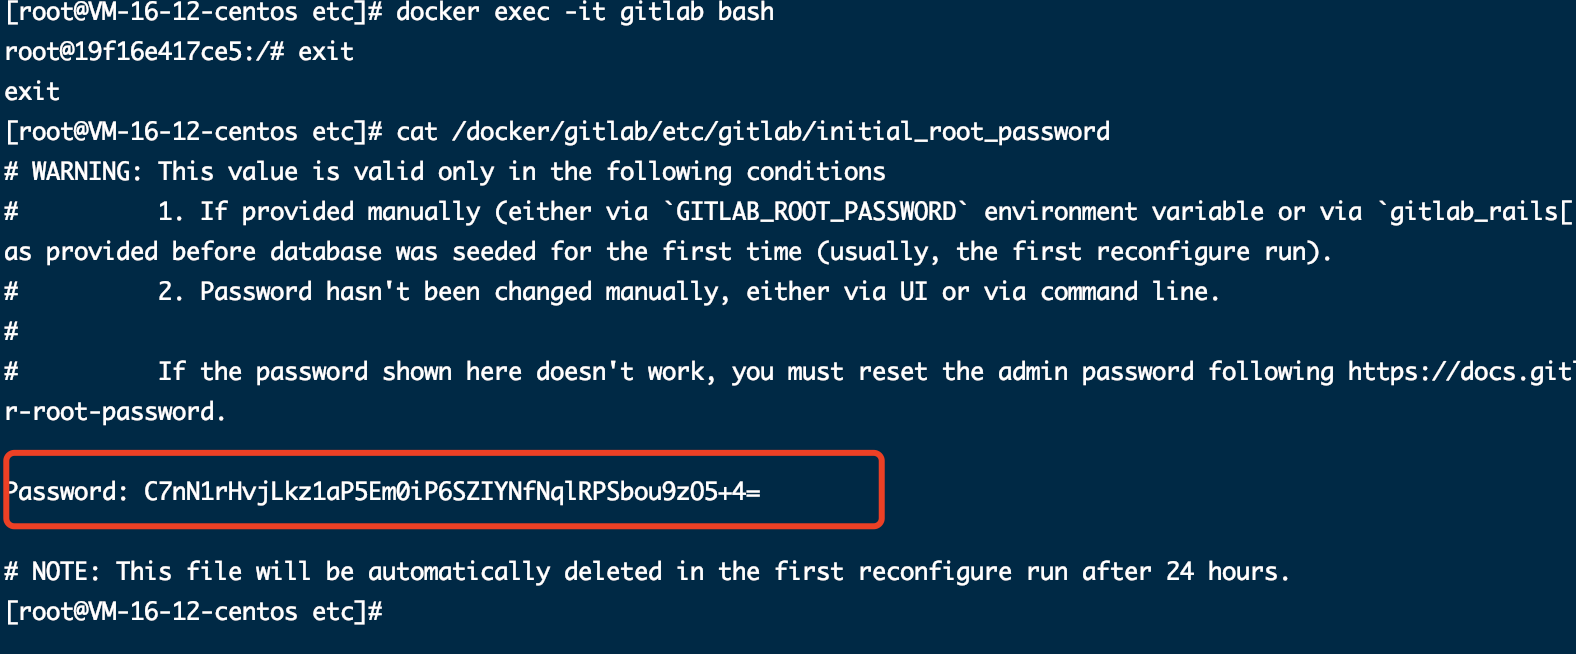 [root@VM-16-12-centos etc]# docker exec -it gitlab bash
root@19f16e417ce5:/# exit
exit
[root@VM-16-12-centos etc]# cat /docker/gitlab/etc/gitlab/initial_root_password
# WARNING: This value is valid only in the following conditions
#          1. If provided manually (either via `GITLAB_ROOT_PASSWORD` environment variable or via `gitlab_rails[
as provided before database was seeded for the first time (usually, the first reconfigure run).
#          2. Password hasn't been changed manually, either via UI or via command line.
#
#          If the password shown here doesn't work, you must reset the admin password following https://docs.gitl
r-root-password.
Password: C7nN1rHvjLkz1aP5Em0iP6SZIYNfNqlRPSbou9zO5+4=
# NOTE: This file will be automatically deleted in the first reconfigure run after 24 hours.
[root@VM-16-12-centos etc]#